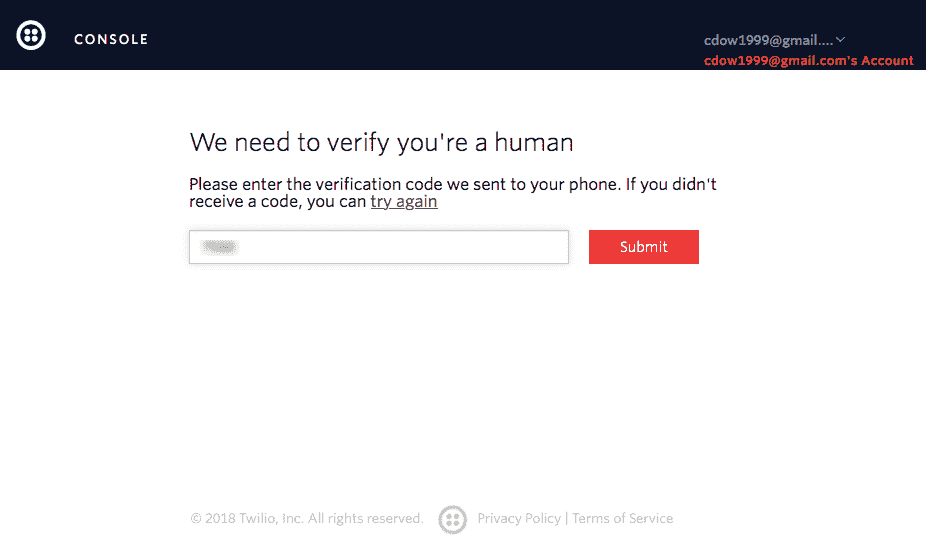 CONSOLE
cdow1999@gmail....
cdow1999@gmail.com's Account
We need to verify you're a human
Please enter the verification code we sent to your phone. If you didn't
receive a code, you can try again
Submit
© 2018 Twilio, Inc. All rights reserved. Privacy Policy | Terms of Service